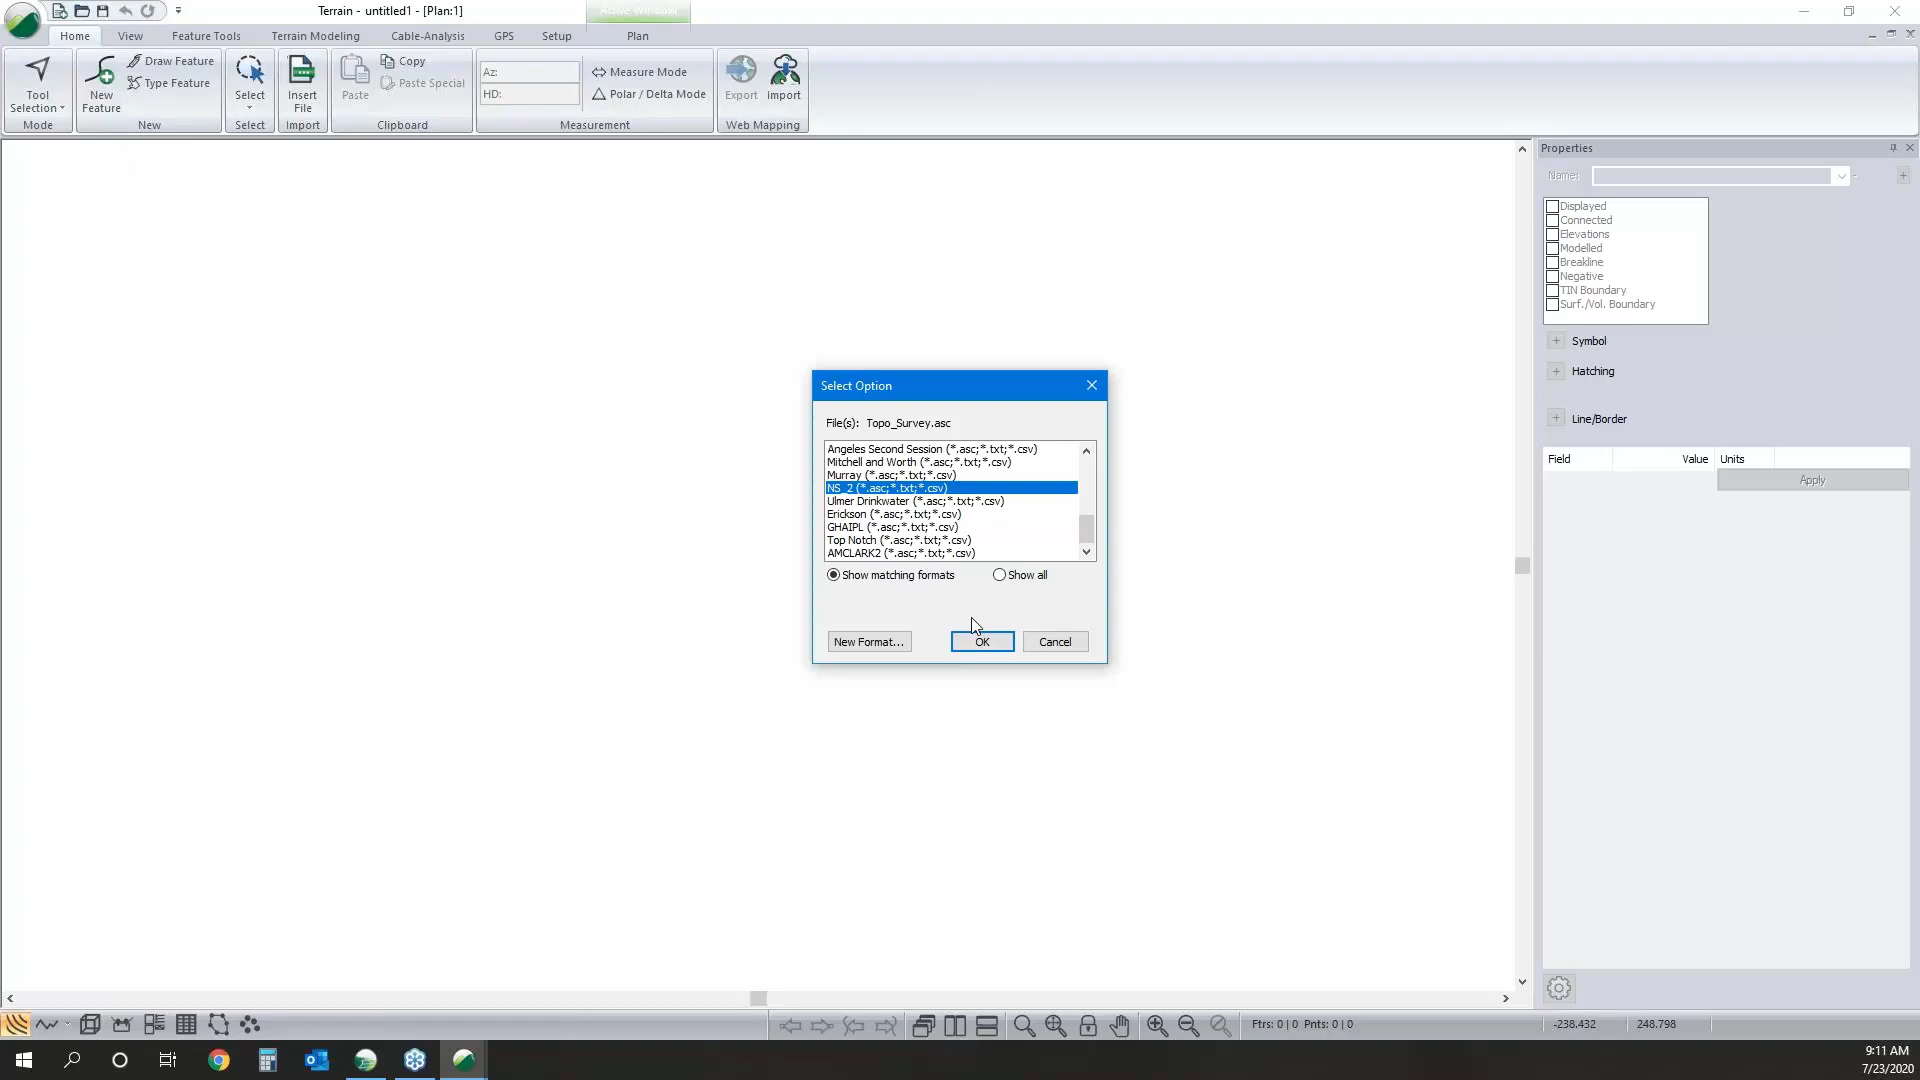 Terrain - untitled1 - [Plan:1]
Active Window
Home View Feature Tools Terrain Modeling Cable-Analysis GPS Setup Plan
Tool Selection
Mode
New Feature
Draw Feature
Type Feature
New
Select
Select
Insert File
Import
Paste
Copy
Paste Special
Clipboard
Az:
HD:
Measure Mode
Polar / Delta Mode
Measurement
Export
Import
Web Mapping
Properties
Name:
Displayed
Connected
Elevations
Modelled
Breakline
Negative
TIN Boundary
Surf./Vol. Boundary
Symbol
Hatching
Line/Border
Field Value Units
Apply
Select Option
File(s): Topo_Survey.asc
Angeles Second Session (*.asc;*.txt;*.csv)
Mitchell and Worth (*.asc;*.txt;*.csv)
Murray (*.asc;*.txt;*.csv)
NS_2 (*.asc;*.txt;*.csv)
Ulmer Drinkwater (*.asc;*.txt;*.csv)
Erickson (*.asc;*.txt;*.csv)
GHAIPL (*.asc;*.txt;*.csv)
Top Notch (*.asc;*.txt;*.csv)
AMCLARK2 (*.asc;*.txt;*.csv)
Show matching formats Show all
New Format... OK Cancel
Ftrs: 0 | 0 Pnts: 0 | 0 -238.432 248.798
9:11 AM
7/23/2020